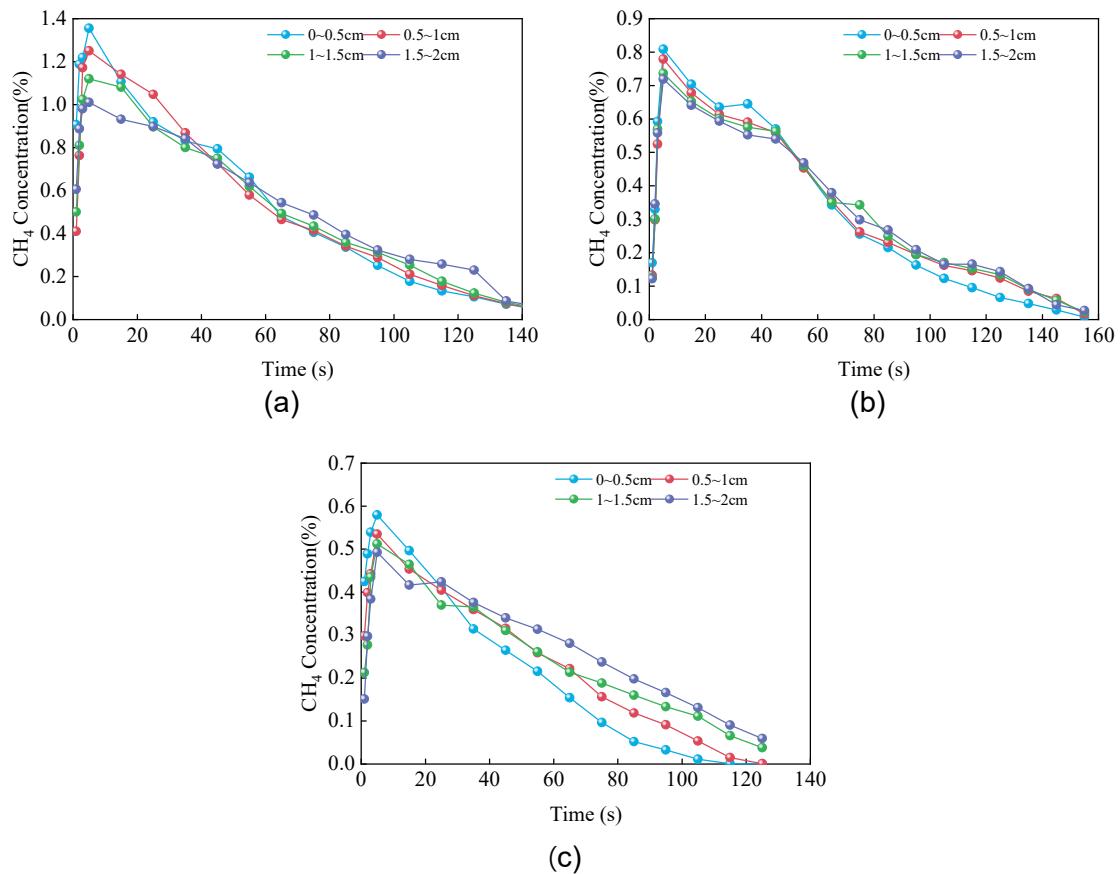 0~0.5cm 0.5~1cm
1~1.5cm 1.5~2cm
CH₄ Concentration(%)
1.4
1.2
1.0
0.8
0.6
0.4
0.2
0.0
0 20 40 60 80 100 120 140
Time (s)
(a)
0~0.5cm 0.5~1cm
1~1.5cm 1.5~2cm
CH₄ Concentration(%)
0.9
0.8
0.7
0.6
0.5
0.4
0.3
0.2
0.1
0.0
0 20 40 60 80 100 120 140 160
Time (s)
(b)
0~0.5cm 0.5~1cm
1~1.5cm 1.5~2cm
CH₄ Concentration(%)
0.7
0.6
0.5
0.4
0.3
0.2
0.1
0.0
0 20 40 60 80 100 120 140
Time (s)
(c)